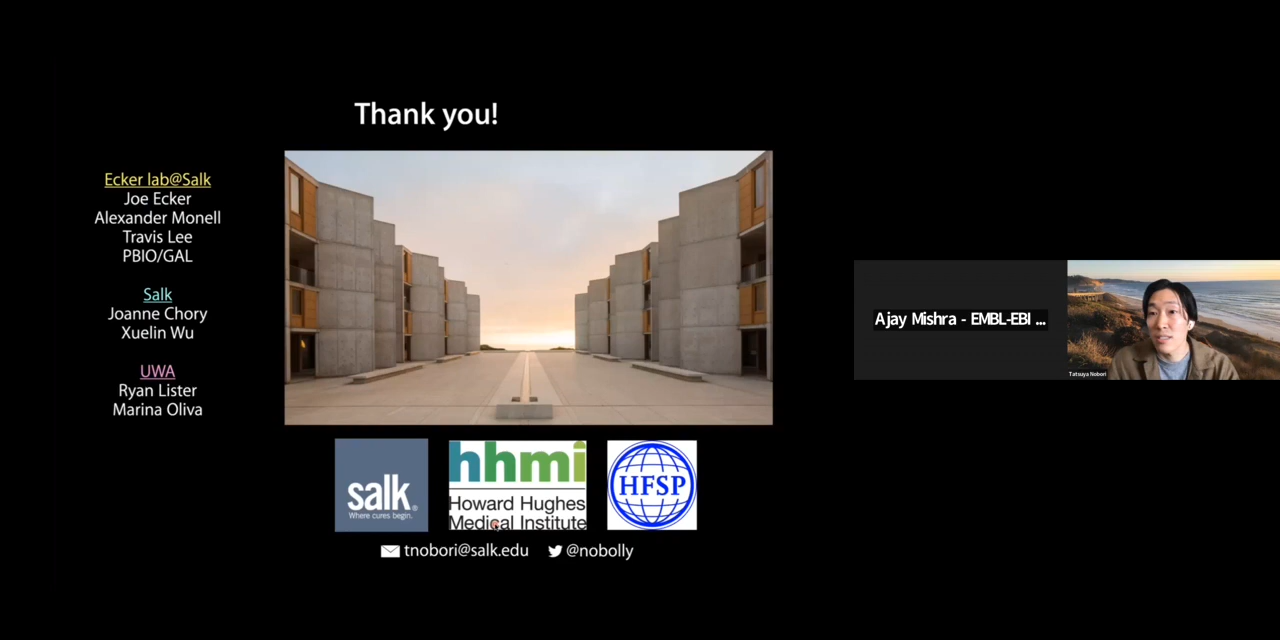 Thank you!
Ecker lab@Salk
Joe Ecker
Alexander Monell
Travis Lee
PBIO/GAL
Salk
Joanne Chory
Xuelin Wu
UWA
Ryan Lister
Marina Oliva
salk®
Where cures begin.
hhmi
Howard Hughes
Medical Institute
HFSP
tnobori@salk.edu
@nobolly
Ajay Mishra - EMBL-EBI ...
Tatsuya Nobori